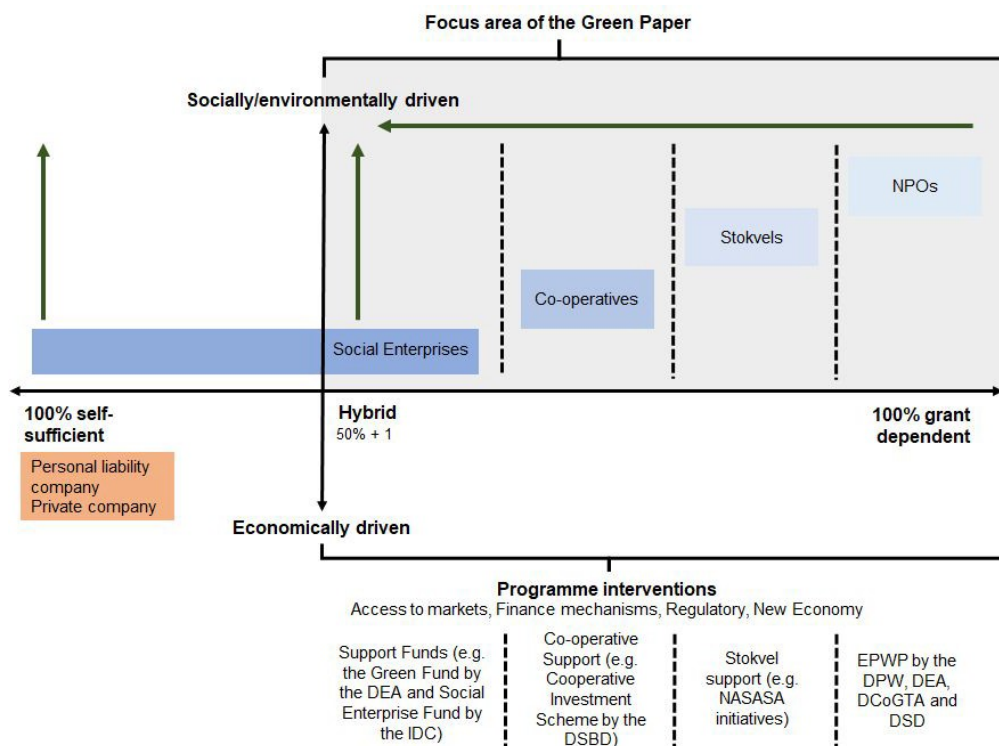 Focus area of the Green Paper
Socially/environmentally driven
NPOs
Stokvels
Co-operatives
Social Enterprises
100% self-
sufficient
Hybrid
50% + 1
100% grant
dependent
Personal liability
company
Private company
Economically driven
Programme interventions
Access to markets, Finance mechanisms, Regulatory, New Economy
Support Funds (e.g.
the Green Fund by
the DEA and Social
Enterprise Fund by
the IDC)
Co-operative
Support (e.g.
Cooperative
Investment
Scheme by the
DSBD)
Stokvel
support (e.g.
NASASA
initiatives)
EPWP by the
DPW, DEA,
DCoGTA and
DSD